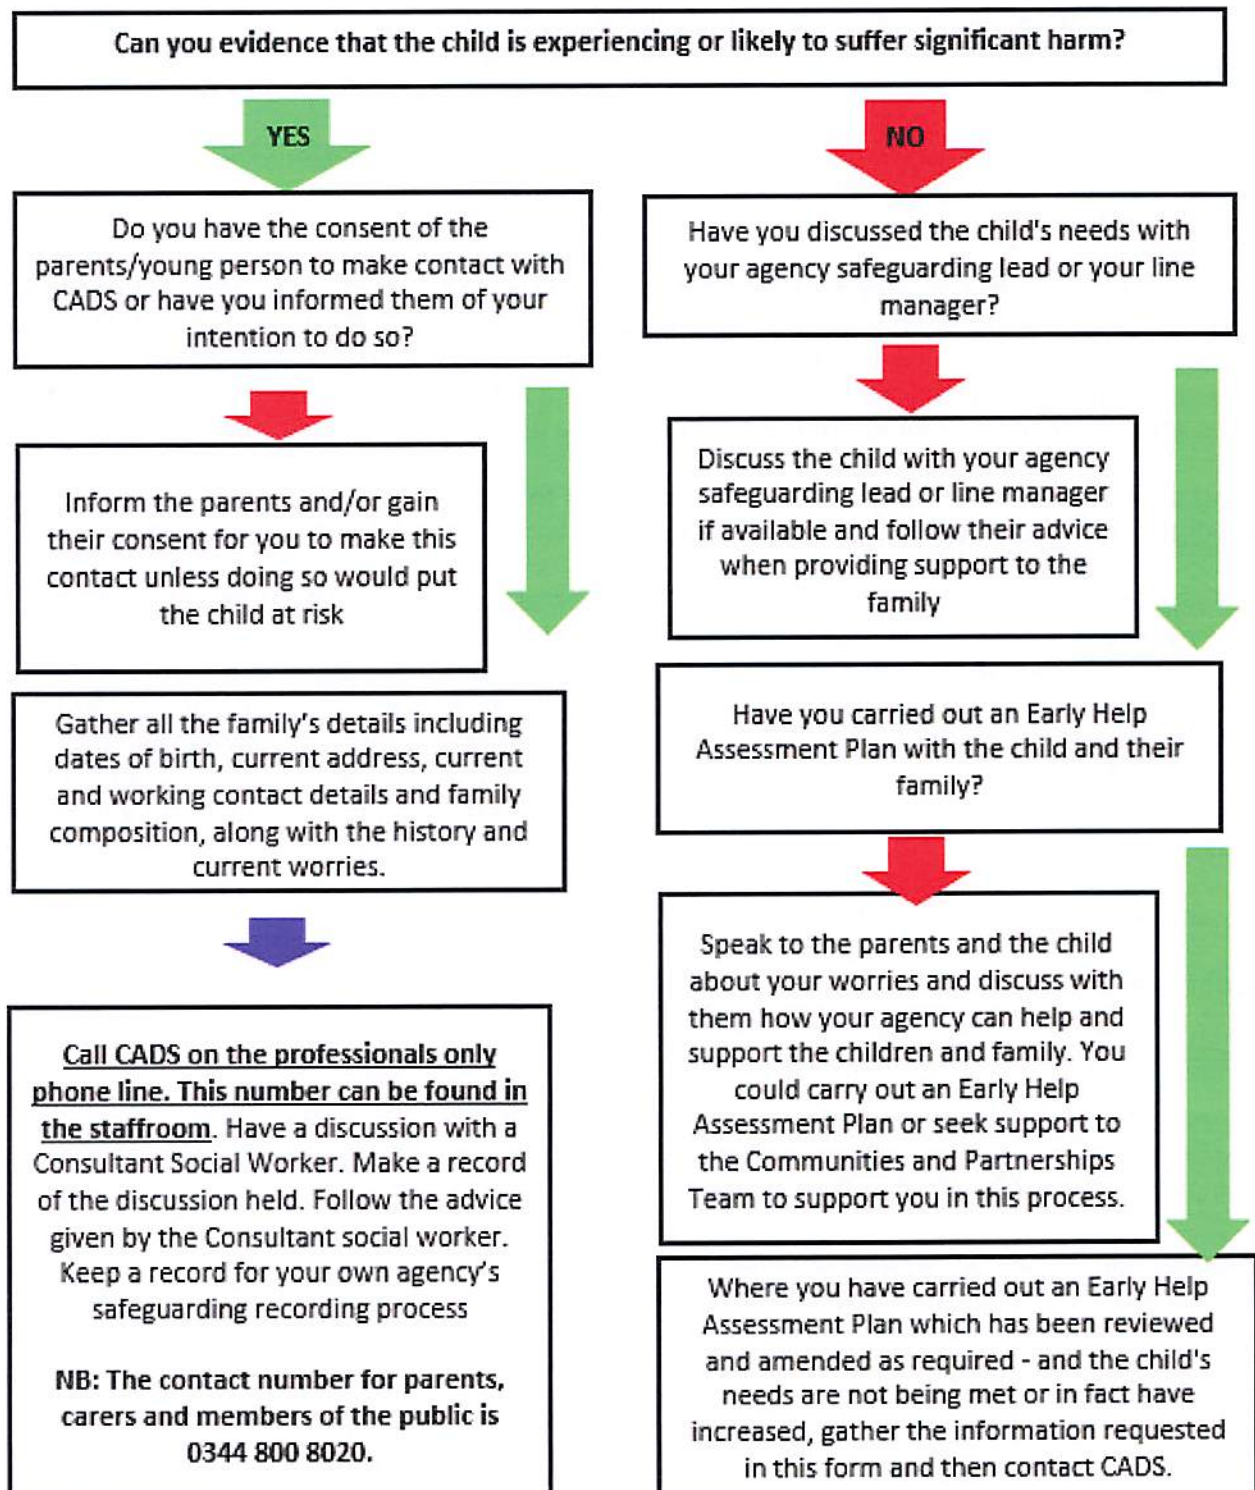 Can you evidence that the child is experiencing or likely to suffer significant harm?
YES
Do you have the consent of the
parents/young person to make contact with
CADS or have you informed them of your
intention to do so?
Inform the parents and/or gain
their consent for you to make this
contact unless doing so would put
the child at risk
Gather all the family's details including
dates of birth, current address, current
and working contact details and family
composition, along with the history and
current worries.
Call CADS on the professionals only
phone line. This number can be found in
the staffroom. Have a discussion with a
Consultant Social Worker. Make a record
of the discussion held. Follow the advice
given by the Consultant social worker.
Keep a record for your own agency's
safeguarding recording process
NB: The contact number for parents,
carers and members of the public is
0344 800 8020.
NO
Have you discussed the child's needs with
your agency safeguarding lead or your line
manager?
Discuss the child with your agency
safeguarding lead or line manager
if available and follow their advice
when providing support to the
family
Have you carried out an Early Help
Assessment Plan with the child and their
family?
Speak to the parents and the child
about your worries and discuss with
them how your agency can help and
support the children and family. You
could carry out an Early Help
Assessment Plan or seek support to
the Communities and Partnerships
Team to support you in this process.
Where you have carried out an Early Help
Assessment Plan which has been reviewed
and amended as required - and the child's
needs are not being met or in fact have
increased, gather the information requested
in this form and then contact CADS.